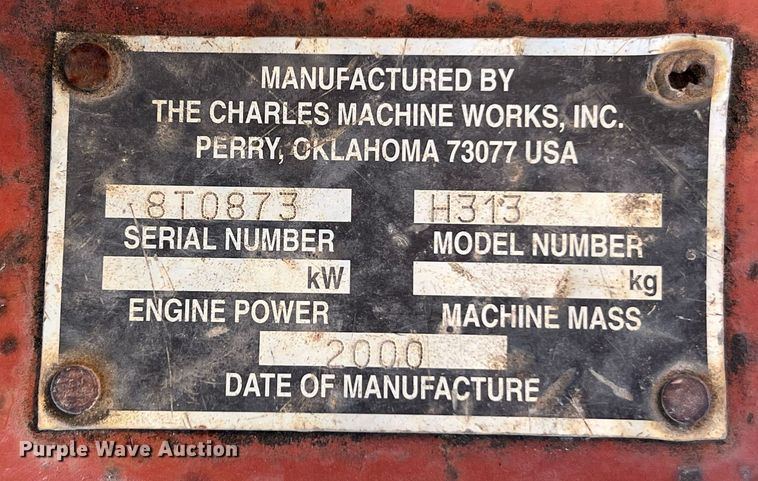 MANUFACTURED BY
THE CHARLES MACHINE WORKS, INC.
PERRY, OKLAHOMA 73077 USA
8T0873 H313
SERIAL NUMBER MODEL NUMBER
kW kg
ENGINE POWER MACHINE MASS
2000
DATE OF MANUFACTURE
Purple Wave Auction